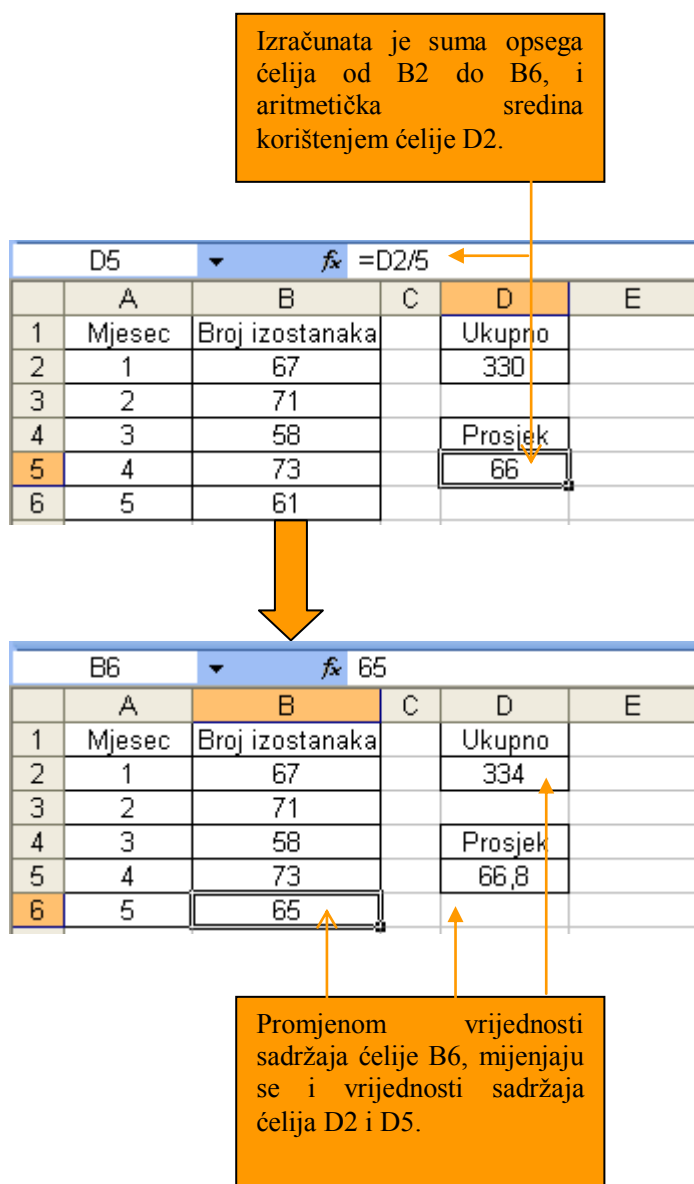 Izračunata je suma opsega
ćelija od B2 do B6, i
aritmetička sredina
korištenjem ćelije D2.
D5 fx =D2/5
A B C D E
1 Mjesec Broj izostanaka Ukupno
2 1 67 330
3 2 71
4 3 58 Prosjek
5 4 73 66
6 5 61
B6 fx 65
A B C D E
1 Mjesec Broj izostanaka Ukupno
2 1 67 334
3 2 71
4 3 58 Prosjek
5 4 73 66,8
6 5 65
Promjenom vrijednosti
sadržaja ćelije B6, mijenjaju
se i vrijednosti sadržaja
ćelija D2 i D5.